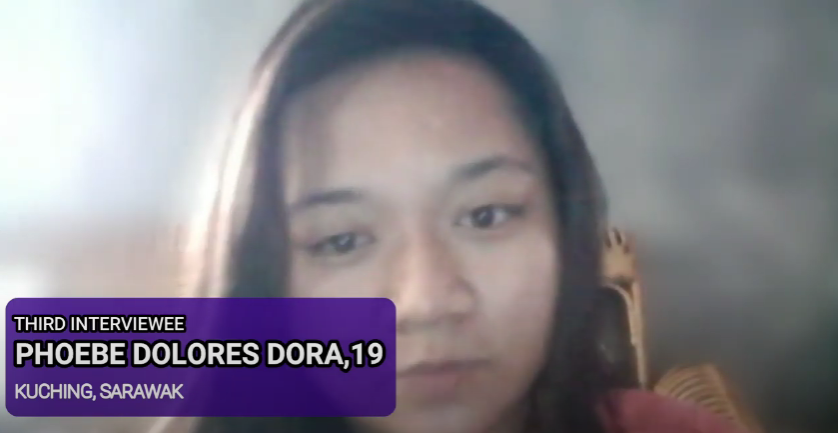 THIRD INTERVIEWEE
PHOEBE DOLORES DORA,19
KUCHING, SARAWAK